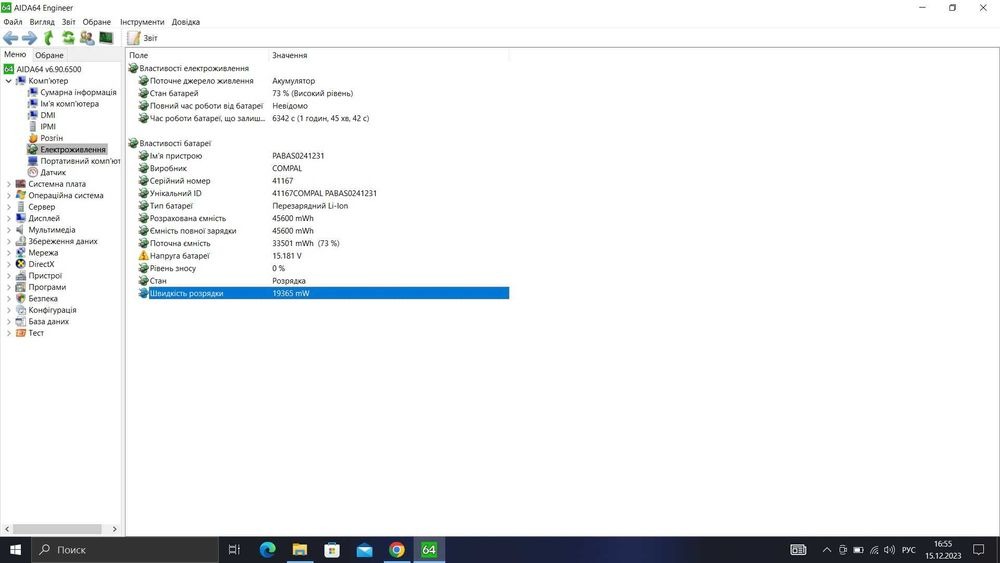 64 AIDA64 Engineer
Файл Вигляд Звіт Обране Інструменти Довідка
Звіт
Меню Обране
Поле Значення
64 AIDA64 v6.90.6500
Комп'ютер
Сумарна інформація
Ім'я комп'ютера
DMI
IPMI
Розгін
Електроживлення
Портативний комп'ют
Датчик
Системна плата
Операційна система
Сервер
Дисплей
Мультимедіа
Збереження даних
Мережа
DirectX
Пристрої
Програми
Безпека
Конфігурація
База даних
Тест
Властивості електроживлення
Поточне джерело живлення Акумулятор
Стан батарей 73 % (Високий рівень)
Повний час роботи від батареї Невідомо
Час роботи батареї, що залиш... 6342 с (1 годин, 45 хв, 42 с)
Властивості батареї
Ім'я пристрою PABAS0241231
Виробник COMPAL
Серійний номер 41167
Унікальний ID 41167COMPAL PABAS0241231
Тип батареї Перезарядний Li-Ion
Розрахована ємність 45600 mWh
Ємність повної зарядки 45600 mWh
Поточна ємність 33501 mWh (73 %)
Напруга батареї 15.181 V
Рівень зносу 0 %
Стан Розрядка
Швидкість розрядки 19365 mW
Поиск
64
РУС
16:55
15.12.2023